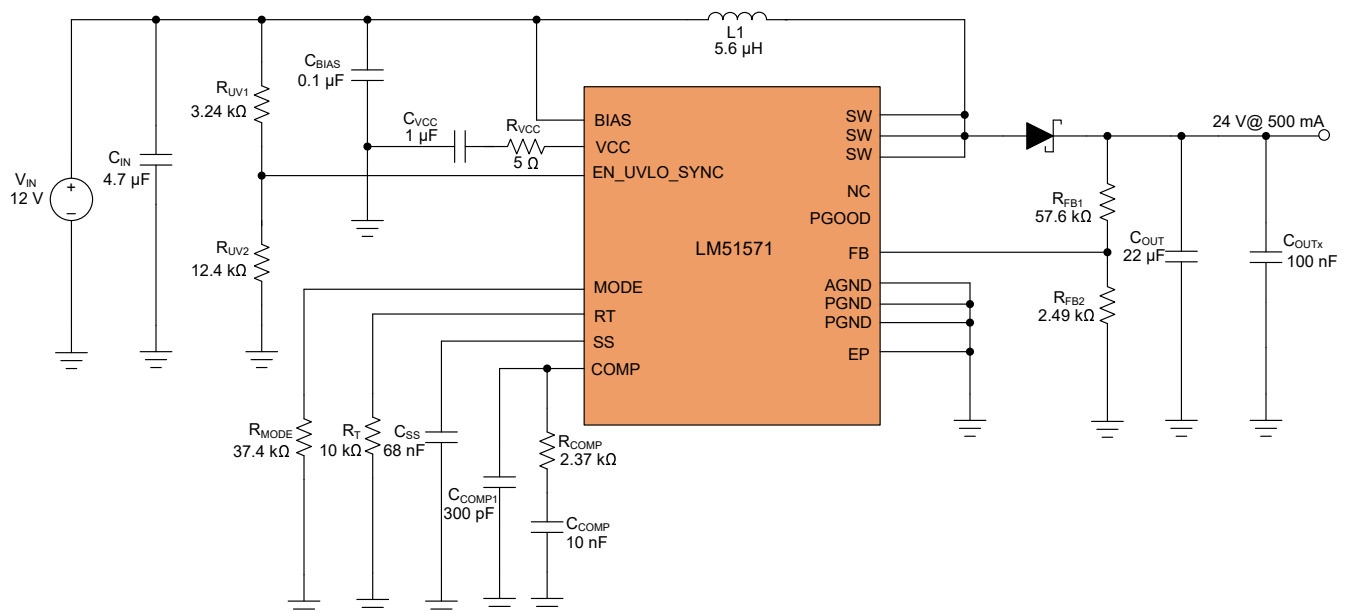 L1
5.6 µH
CBIAS
0.1 µF
RUV1
3.24 kΩ
CVCC
1 µF
RVCC
5 Ω
BIAS
VCC
EN_UVLO_SYNC
SW
SW
SW
24 V@ 500 mA
CIN
4.7 µF
VIN
12 V
+
–
NC
PGOOD
RFB1
57.6 kΩ
RUV2
12.4 kΩ
LM51571
FB
COUT
22 µF
COUTx
100 nF
MODE
RT
SS
COMP
AGND
PGND
PGND
EP
RFB2
2.49 kΩ
RMODE
37.4 kΩ
RT
10 kΩ
CSS
68 nF
RCOMP
2.37 kΩ
CCOMP1
300 pF
CCOMP
10 nF